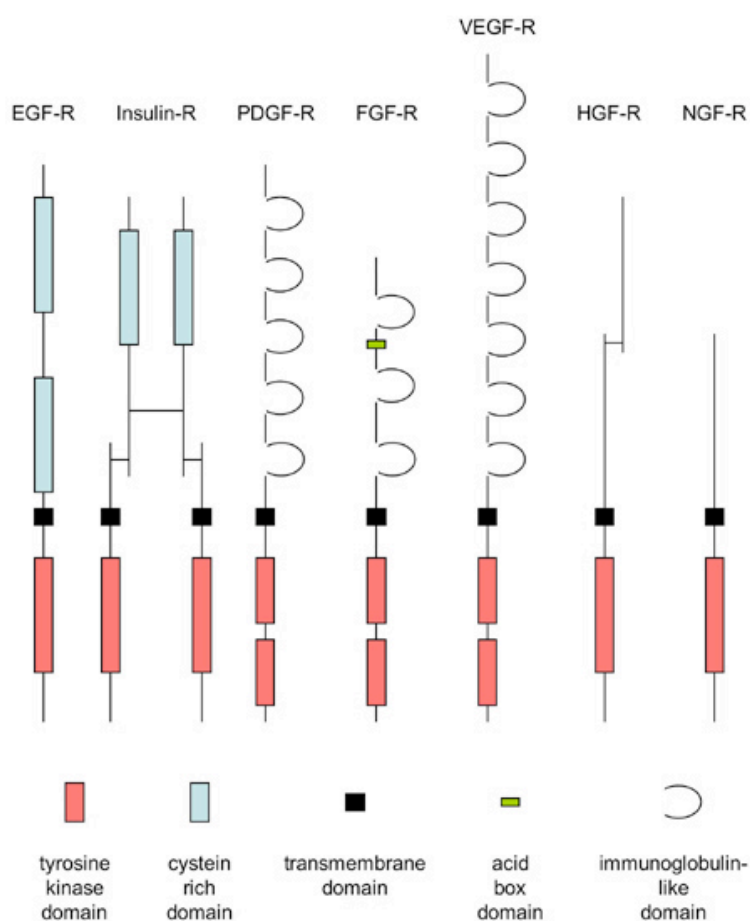 VEGF-R
EGF-R Insulin-R PDGF-R FGF-R HGF-R NGF-R
tyrosine
kinase
domain
cystein
rich
domain
transmembrane
domain
acid
box
domain
immunoglobulin-
like
domain